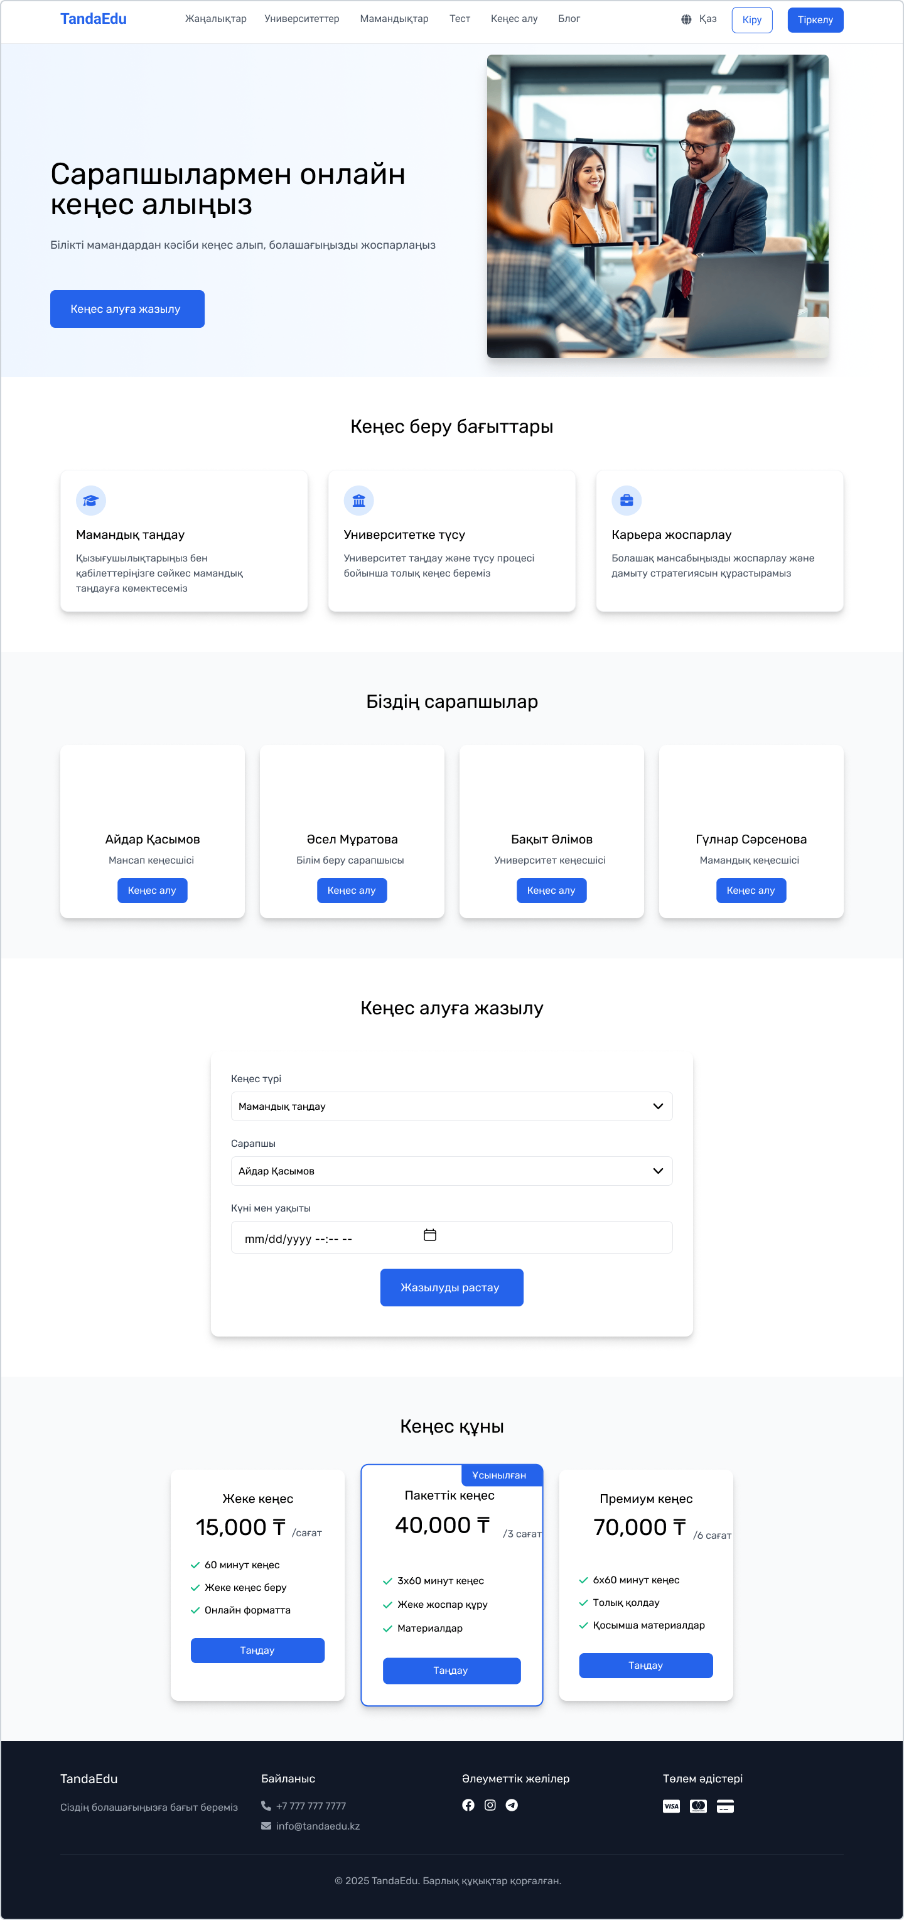 TandaEdu
Жаңалықтар Университеттер Мамандықтар Тест Кеңес алу Блог
Қаз Кіру Тіркелу
Сарапшылармен онлайн
кеңес алыңыз
Білікті мамандардан кәсіби кеңес алып, болашағыңызды жоспарлаңыз
Кеңес алуға жазылу
Кеңес беру бағыттары
Мамандық таңдау
Қызығушылықтарыңыз бен
қабілеттеріңізге сәйкес мамандық
таңдауға көмектесеміз
Университетке түсу
Университет таңдау және түсу процесі
бойынша толық кеңес береміз
Карьера жоспарлау
Болашақ мансабыңызды жоспарлау және
дамыту стратегиясын құрастырамыз
Біздің сарапшылар
Айдар Қасымов
Мансап кеңесшісі
Кеңес алу
Әсел Мұратова
Білім беру сарапшысы
Кеңес алу
Бақыт Әлімов
Университет кеңесшісі
Кеңес алу
Гүлнар Сәрсенова
Мамандық кеңесшісі
Кеңес алу
Кеңес алуға жазылу
Кеңес түрі
Мамандық таңдау
Сарапшы
Айдар Қасымов
Күні мен уақыты
mm/dd/yyyy --:-- --
Жазылуды растау
Кеңес құны
Жеке кеңес
15,000 ₸ /сағат
60 минут кеңес
Жеке кеңес беру
Онлайн форматта
Таңдау
Ұсынылған
Пакеттік кеңес
40,000 ₸ /3 сағат
3x60 минут кеңес
Жеке жоспар құру
Материалдар
Таңдау
Премиум кеңес
70,000 ₸ /6 сағат
6x60 минут кеңес
Толық қолдау
Қосымша материалдар
Таңдау
TandaEdu
Сіздің болашағыңызға бағыт береміз
Байланыс
+7 777 777 7777
info@tandaedu.kz
Әлеуметтік желілер
Төлем әдістері
VISA
© 2025 TandaEdu. Барлық құқықтар қорғалған.